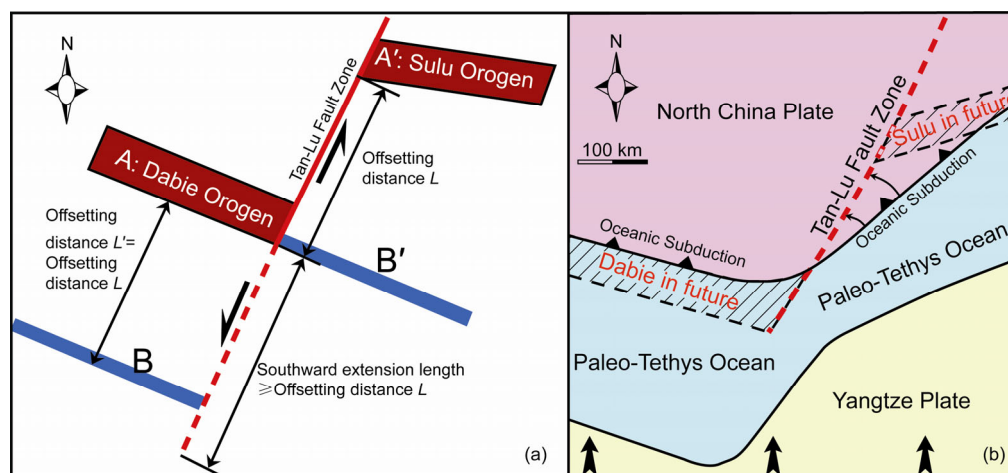 N
A′: Sulu Orogen
Tan-Lu Fault Zone
A: Dabie Orogen
Offsetting
distance L
Offsetting
distance L′=
Offsetting
distance L
B′
B
Southward extension length
⩾Offsetting distance L
(a)
N
North China Plate
100 km
Tan-Lu Fault Zone
Sulu in future
Oceanic Subduction
Oceanic Subduction
Dabie in future
Paleo-Tethys Ocean
Paleo-Tethys Ocean
Yangtze Plate
(b)